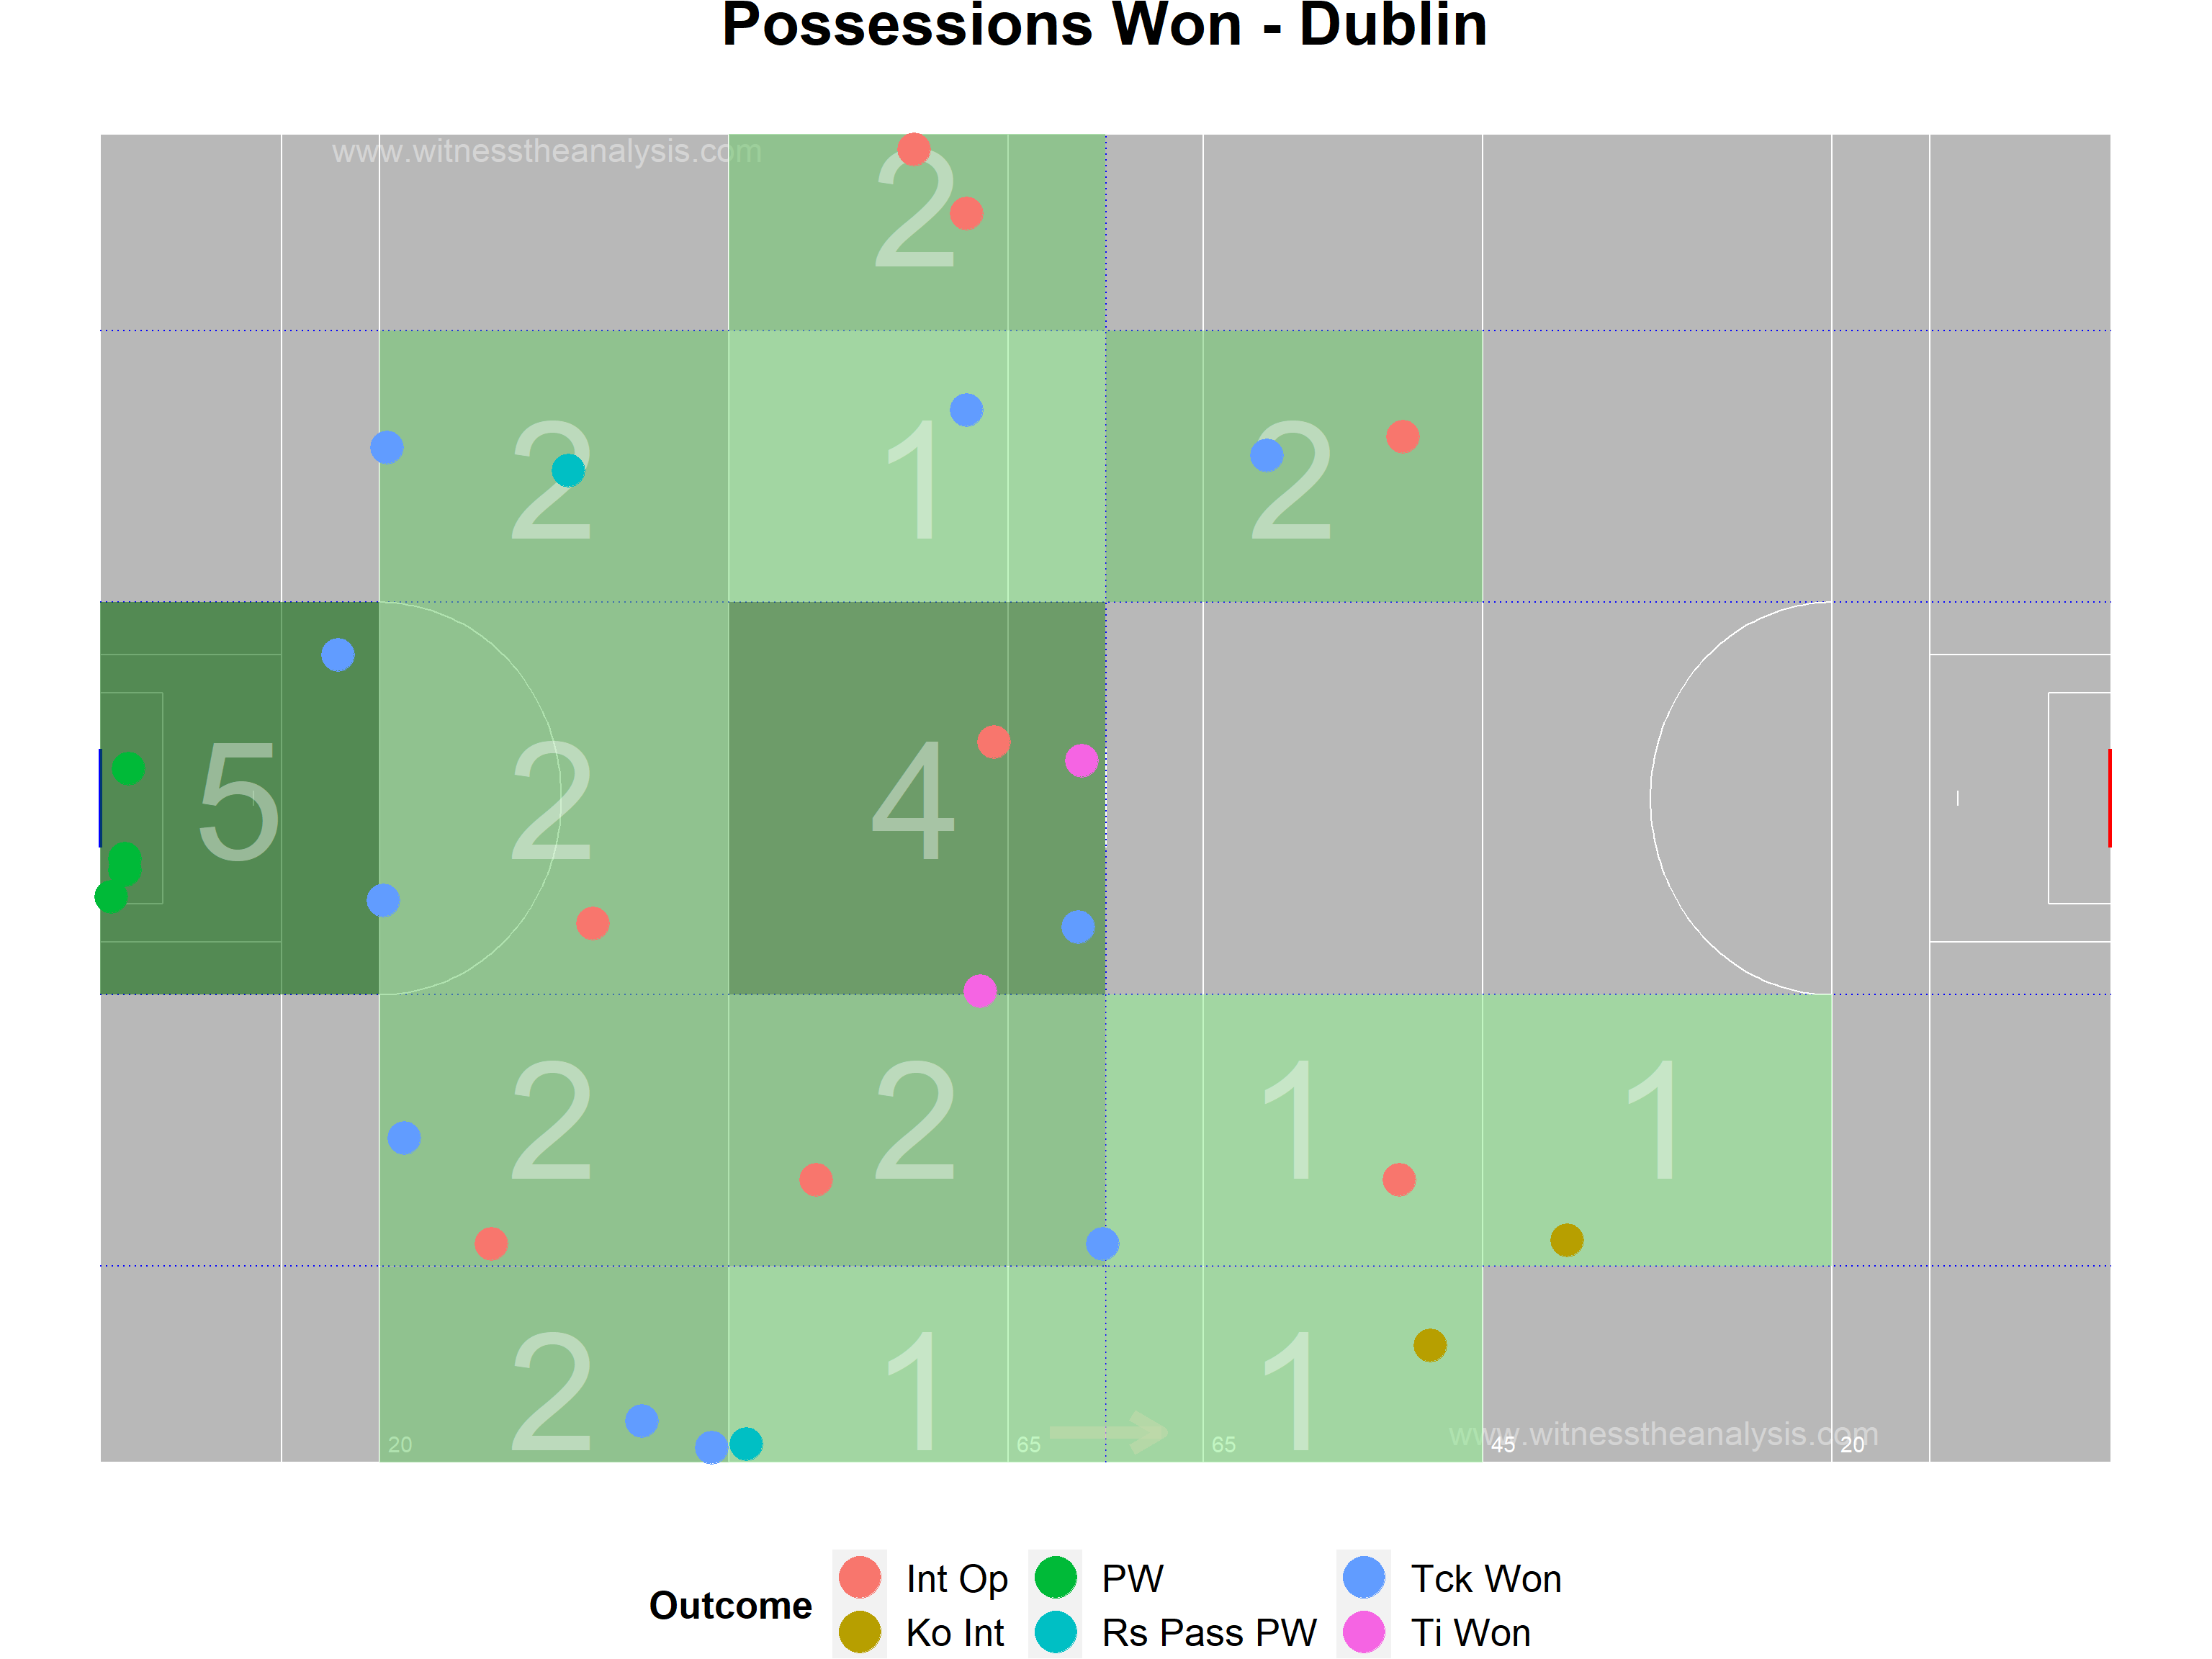 Possessions Won - Dublin
www.witnesstheanalysis.com
2
2 1 2
5 2 4
2 2 1 1
2 1 1
20 65 65 45 20
www.witnesstheanalysis.com
Outcome
Int Op PW Tck Won
Ko Int Rs Pass PW Ti Won